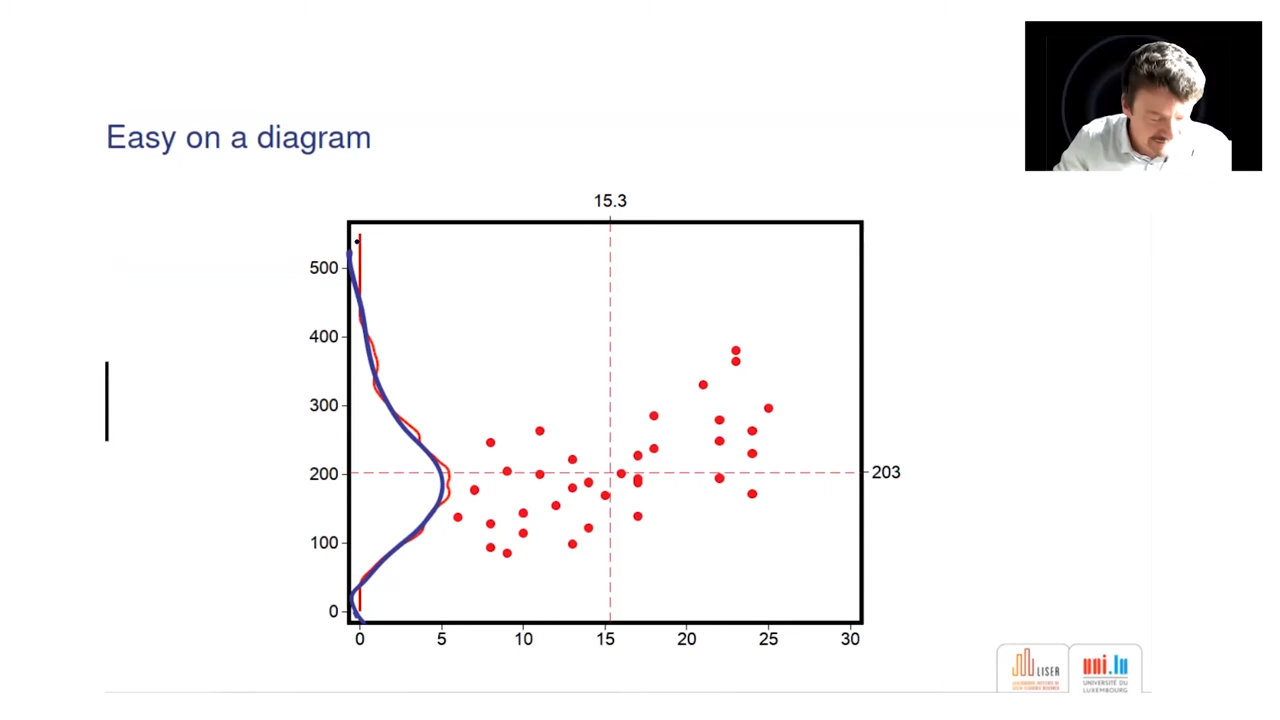 Easy on a diagram
15.3
500
400
300
200
100
0
203
0 5 10 15 20 25 30
LISER
uni.lu
UNIVERSITÉ DU
LUXEMBOURG